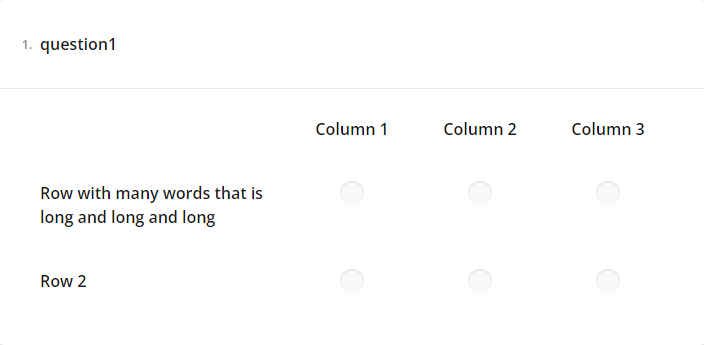 1. question1
Column 1 Column 2 Column 3
Row with many words that is
long and long and long
Row 2